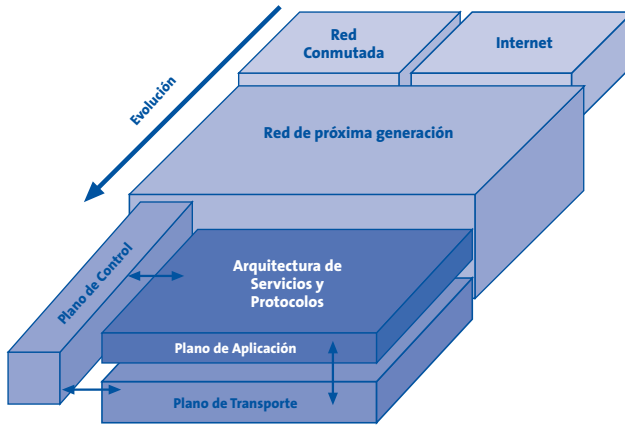 Red
Conmutada
Internet
Evolución
Red de próxima generación
Plano de Control
Arquitectura de
Servicios y
Protocolos
Plano de Aplicación
Plano de Transporte